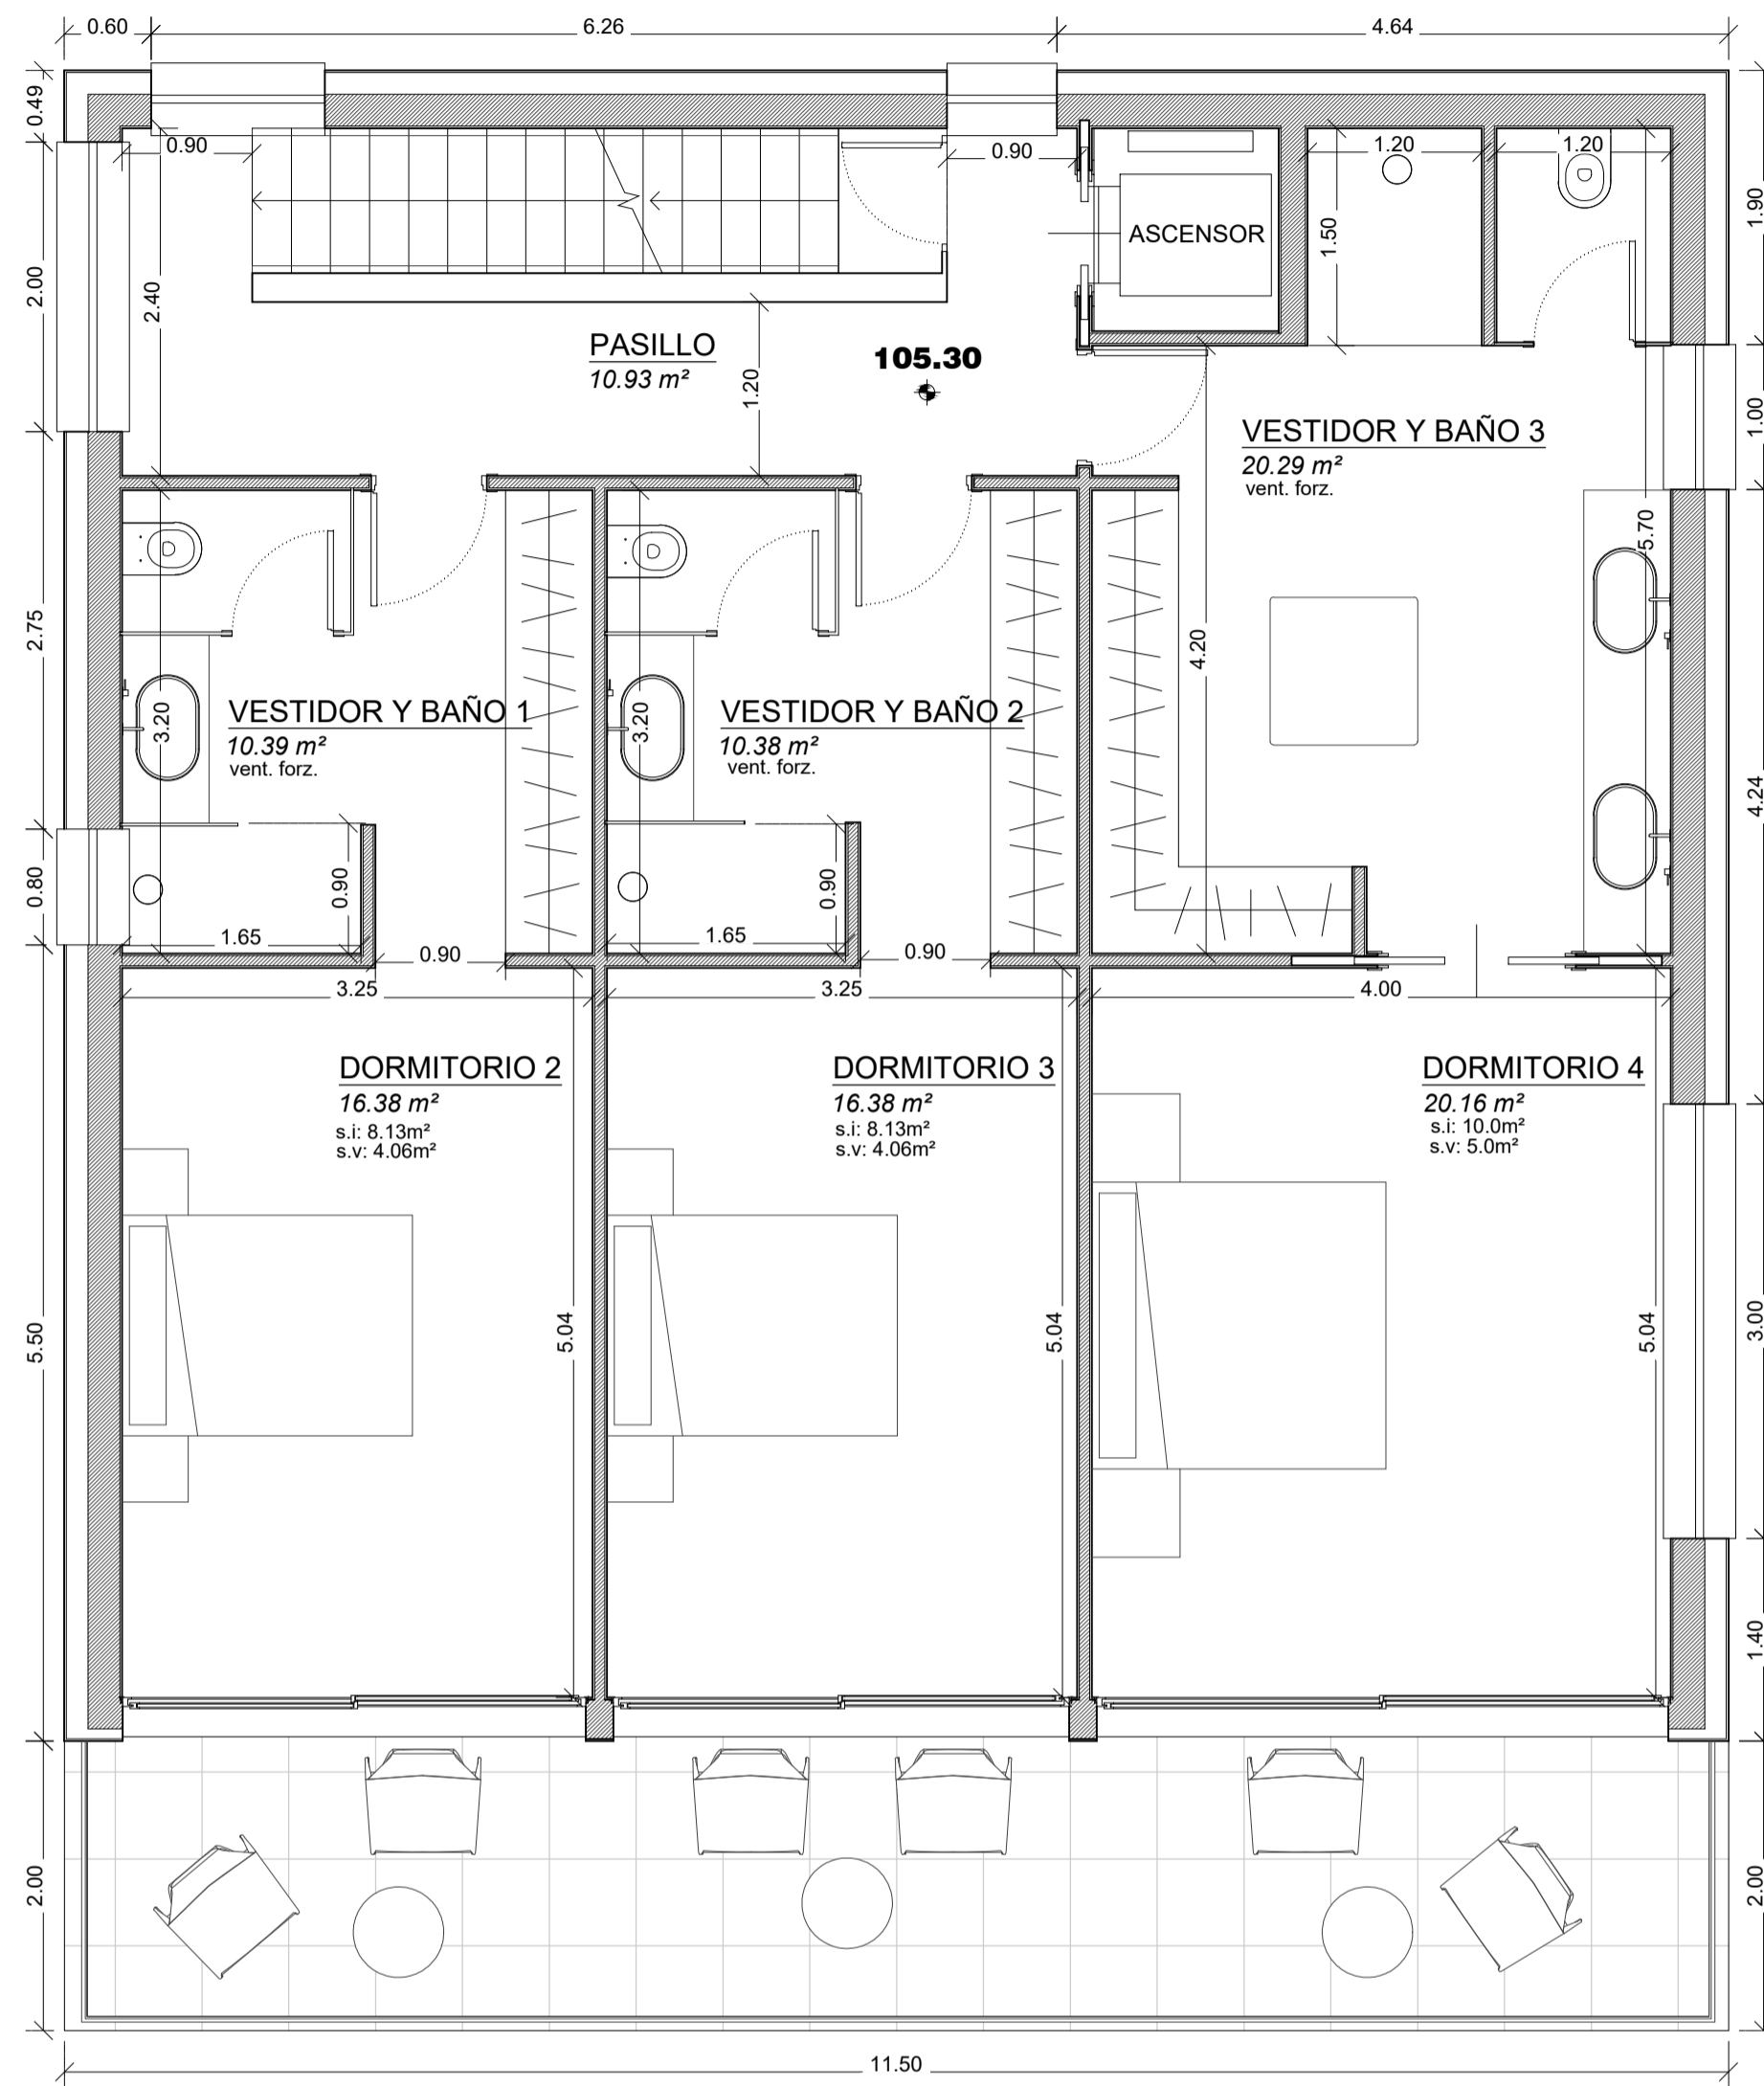 0.60
6.26
4.64
0.49
0.90
0.90
1.20
1.20
1.90
ASCENSOR
1.50
2.00
2.40
PASILLO
10.93 m²
1.20
105.30
1.00
VESTIDOR Y BAÑO 3
20.29 m²
vent. forz.
5.70
2.75
4.20
3.20
VESTIDOR Y BAÑO 1
10.39 m²
vent. forz.
3.20
VESTIDOR Y BAÑO 2
10.38 m²
vent. forz.
4.24
0.80
0.90
0.90
1.65
0.90
1.65
0.90
3.25
3.25
4.00
DORMITORIO 2
16.38 m²
s.i: 8.13m²
s.v: 4.06m²
DORMITORIO 3
16.38 m²
s.i: 8.13m²
s.v: 4.06m²
DORMITORIO 4
20.16 m²
s.i: 10.0m²
s.v: 5.0m²
5.50
5.04
5.04
5.04
3.00
1.40
2.00
2.00
11.50